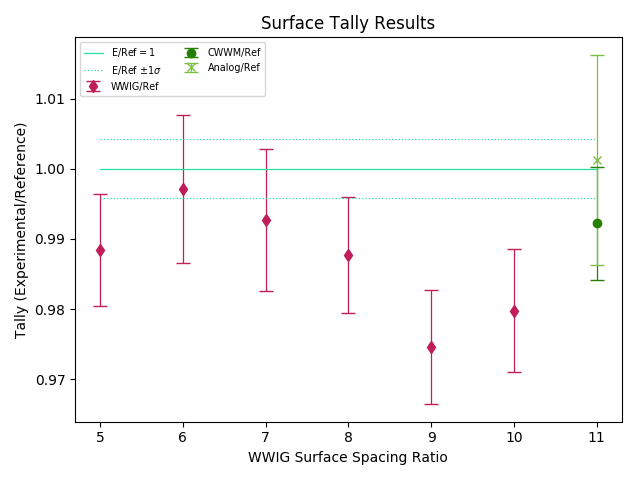 Surface Tally Results
E/Ref = 1
E/Ref ±1σ
WWIG/Ref
CWWM/Ref
Analog/Ref
Tally (Experimental/Reference)
1.01
1.00
0.99
0.98
0.97
5 6 7 8 9 10 11
WWIG Surface Spacing Ratio